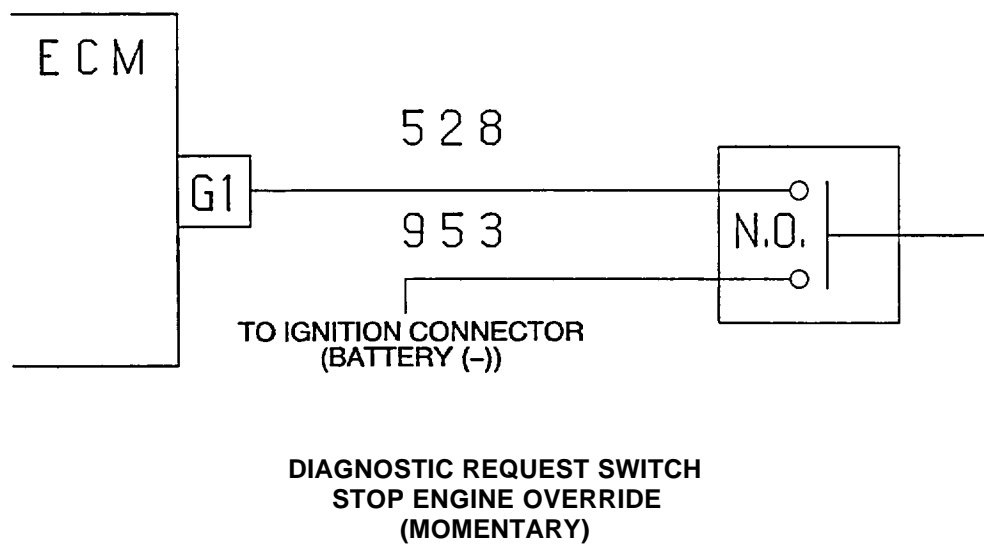 ECM
528
G1
953
N.O.
TO IGNITION CONNECTOR
(BATTERY (–))
DIAGNOSTIC REQUEST SWITCH
STOP ENGINE OVERRIDE
(MOMENTARY)